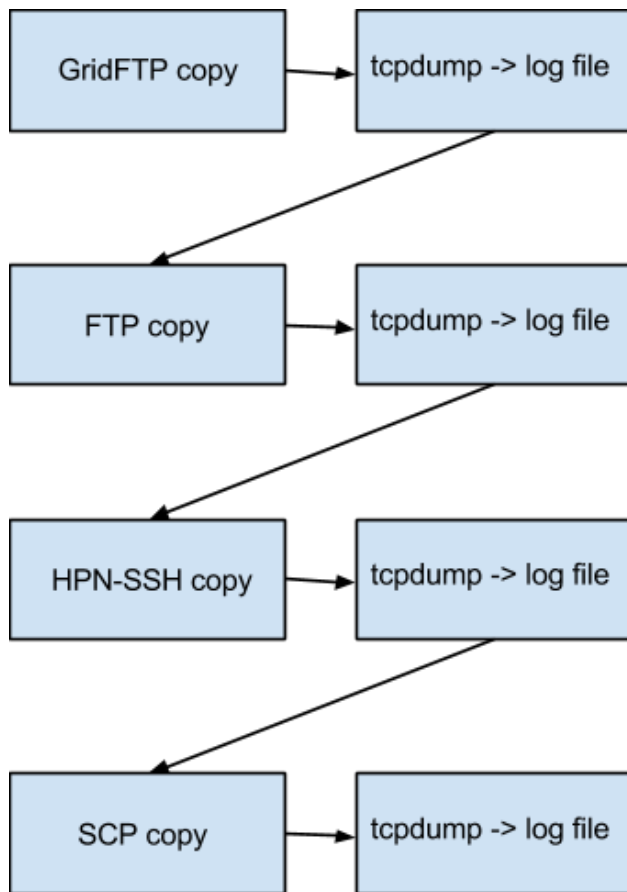 GridFTP copy
tcpdump -> log file
FTP copy
tcpdump -> log file
HPN-SSH copy
tcpdump -> log file
SCP copy
tcpdump -> log file